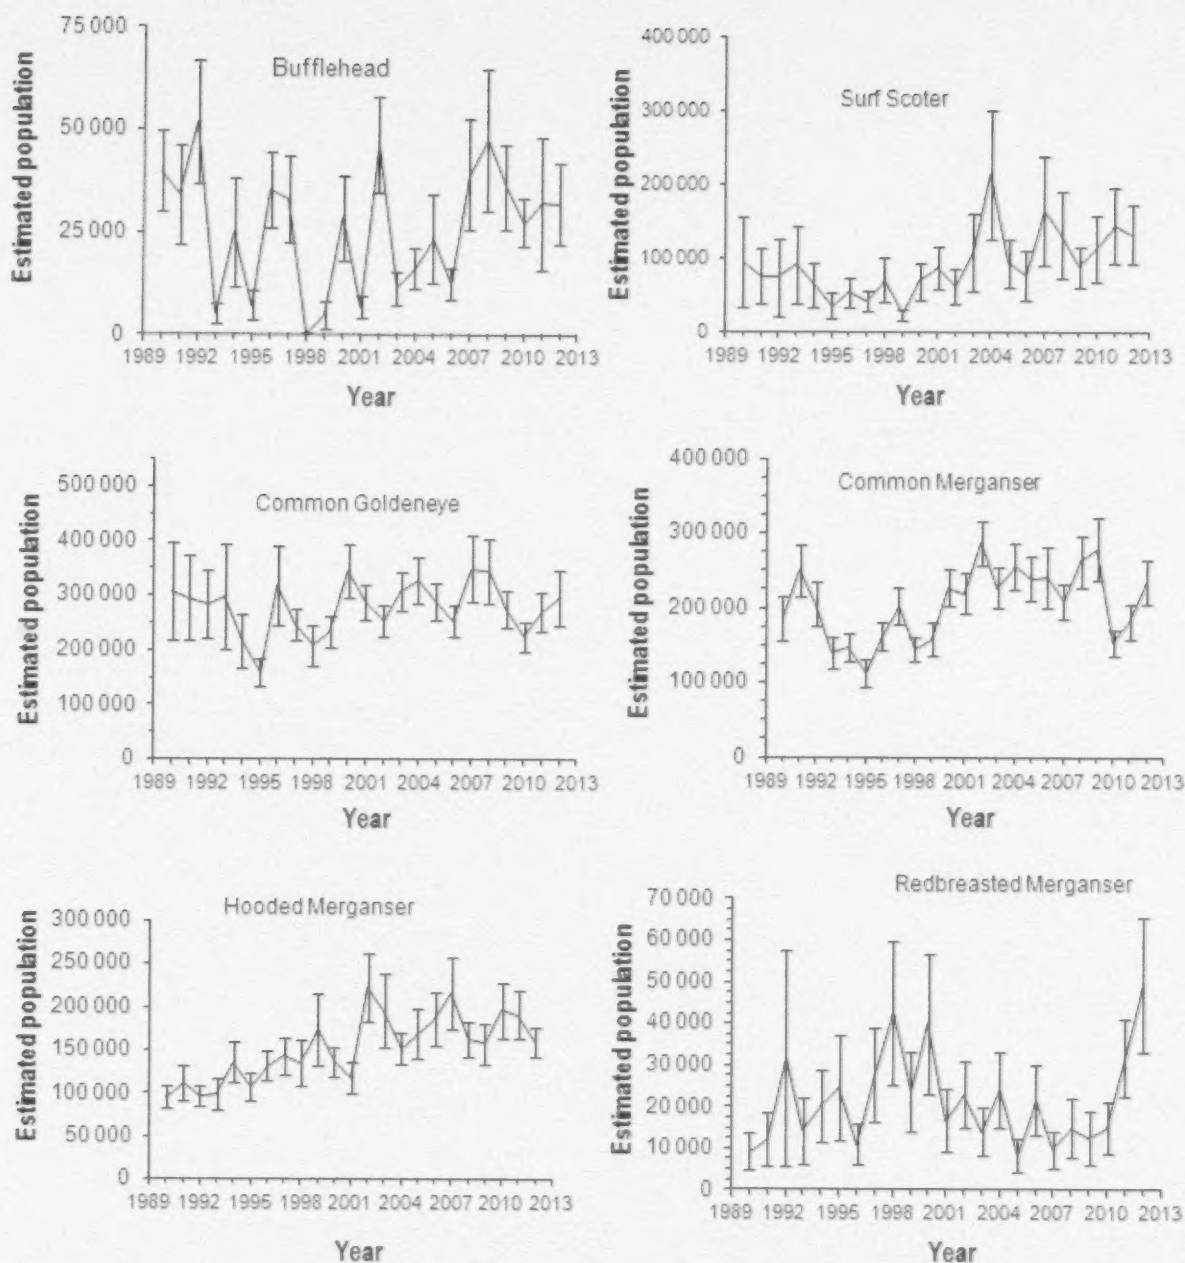 Bufflehead
Estimated population
75 000
50 000
25 000
0
1989 1992 1995 1998 2001 2004 2007 2010 2013
Year
Surf Scoter
Estimated population
400 000
300 000
200 000
100 000
0
1989 1992 1995 1998 2001 2004 2007 2010 2013
Year
Common Goldeneye
Estimated population
500 000
400 000
300 000
200 000
100 000
0
1989 1992 1995 1998 2001 2004 2007 2010 2013
Year
Common Merganser
Estimated population
400 000
300 000
200 000
100 000
0
1989 1992 1995 1998 2001 2004 2007 2010 2013
Year
Hooded Merganser
Estimated population
300 000
250 000
200 000
150 000
100 000
50 000
0
1989 1992 1995 1998 2001 2004 2007 2010 2013
Year
Redbreasted Merganser
Estimated population
70 000
60 000
50 000
40 000
30 000
20 000
10 000
0
1989 1992 1995 1998 2001 2004 2007 2010 2013
Year